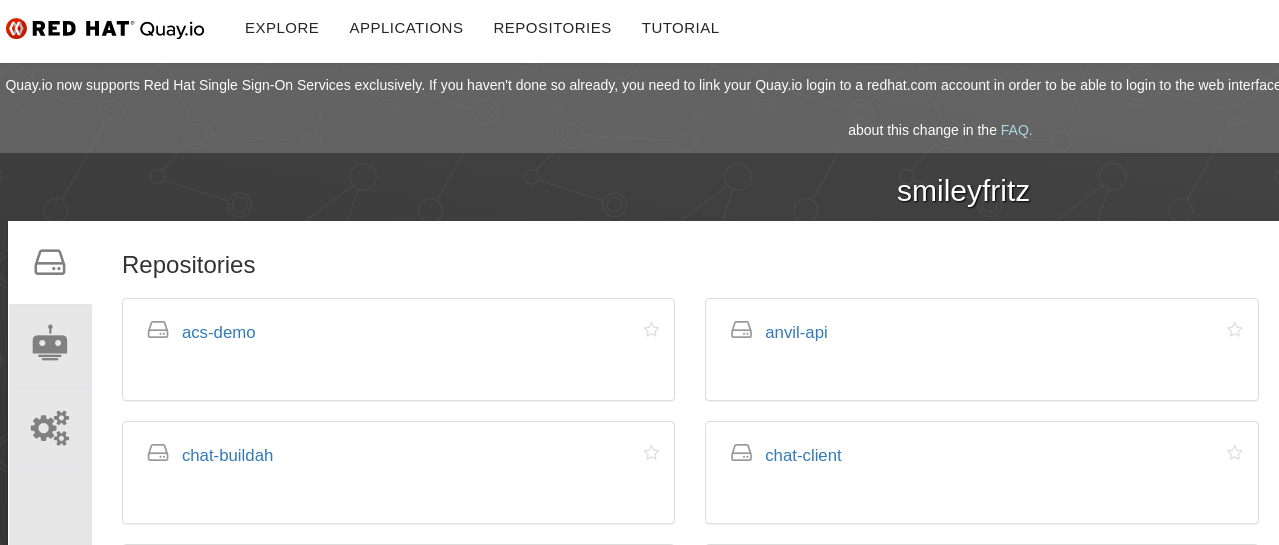 RED HAT® Quay.io EXPLORE APPLICATIONS REPOSITORIES TUTORIAL
Quay.io now supports Red Hat Single Sign-On Services exclusively. If you haven't done so already, you need to link your Quay.io login to a redhat.com account in order to be able to login to the web interface
about this change in the FAQ.
smileyfritz
Repositories
acs-demo
anvil-api
chat-buildah
chat-client